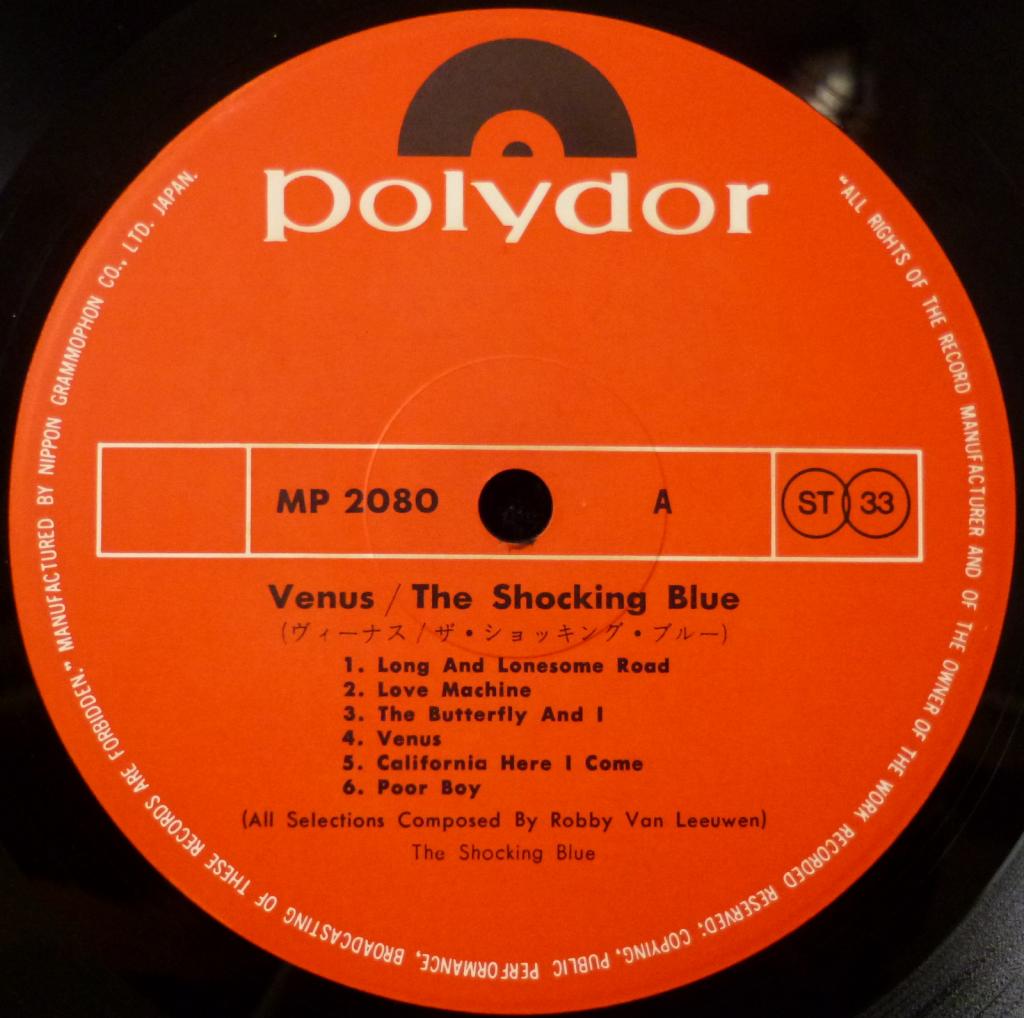 polydor
"ALL RIGHTS OF THE RECORD MANUFACTURER AND OF THE OWNER OF THE WORK RECORDED RESERVED: COPYING, PUBLIC PERFORMANCE, BROADCASTING OF THESE RECORDS ARE FORBIDDEN." MANUFACTURED BY NIPPON GRAMMOPHON CO., LTD. JAPAN.
MP 2080 A ST 33
Venus / The Shocking Blue
(ヴィーナス / ザ・ショッキング・ブルー)
1. Long And Lonesome Road
2. Love Machine
3. The Butterfly And I
4. Venus
5. California Here I Come
6. Poor Boy
(All Selections Composed By Robby Van Leeuwen)
The Shocking Blue